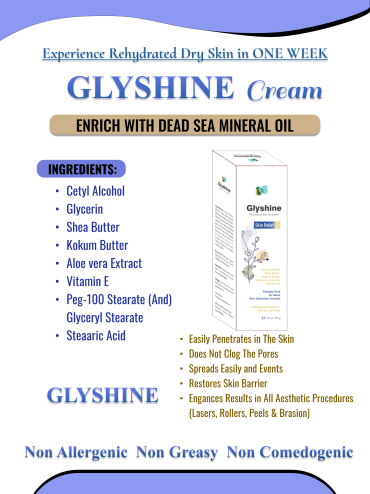 Experience Rehydrated Dry Skin in ONE WEEK
GLYSHINE Cream
ENRICH WITH DEAD SEA MINERAL OIL
INGREDIENTS:
• Cetyl Alcohol
• Glycerin
• Shea Butter
• Kokum Butter
• Aloe vera Extract
• Vitamin E
• Peg-100 Stearate (And)
Glyceryl Stearate
• Steaaric Acid
Glyshine
Moisturiser Cream
Skin Relief
• Easily Penetrates in The Skin
• Does Not Clog The Pores
• Spreads Easily and Events
• Restores Skin Barrier
• Engances Results in All Aesthetic Procedures
(Lasers, Rollers, Peels & Brasion)
GLYSHINE
Non Allergenic Non Greasy Non Comedogenic